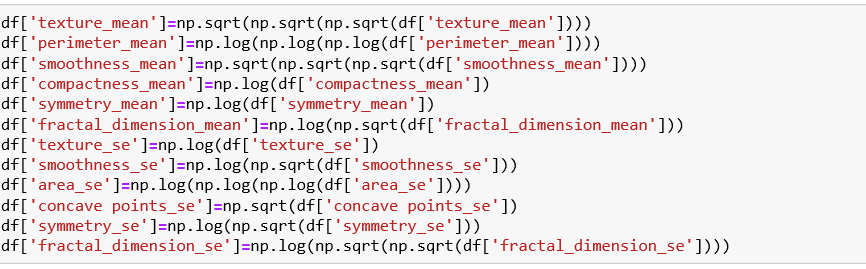 df['texture_mean']=np.sqrt(np.sqrt(np.sqrt(df['texture_mean'])))
df['perimeter_mean']=np.log(np.log(np.log(df['perimeter_mean'])))
df['smoothness_mean']=np.sqrt(np.sqrt(np.sqrt(df['smoothness_mean'])))
df['compactness_mean']=np.log(df['compactness_mean'])
df['symmetry_mean']=np.log(df['symmetry_mean'])
df['fractal_dimension_mean']=np.log(np.sqrt(df['fractal_dimension_mean']))
df['texture_se']=np.log(df['texture_se'])
df['smoothness_se']=np.log(np.sqrt(df['smoothness_se']))
df['area_se']=np.log(np.log(np.log(df['area_se'])))
df['concave points_se']=np.sqrt(df['concave points_se'])
df['symmetry_se']=np.log(np.sqrt(df['symmetry_se']))
df['fractal_dimension_se']=np.log(np.sqrt(np.sqrt(df['fractal_dimension_se'])))